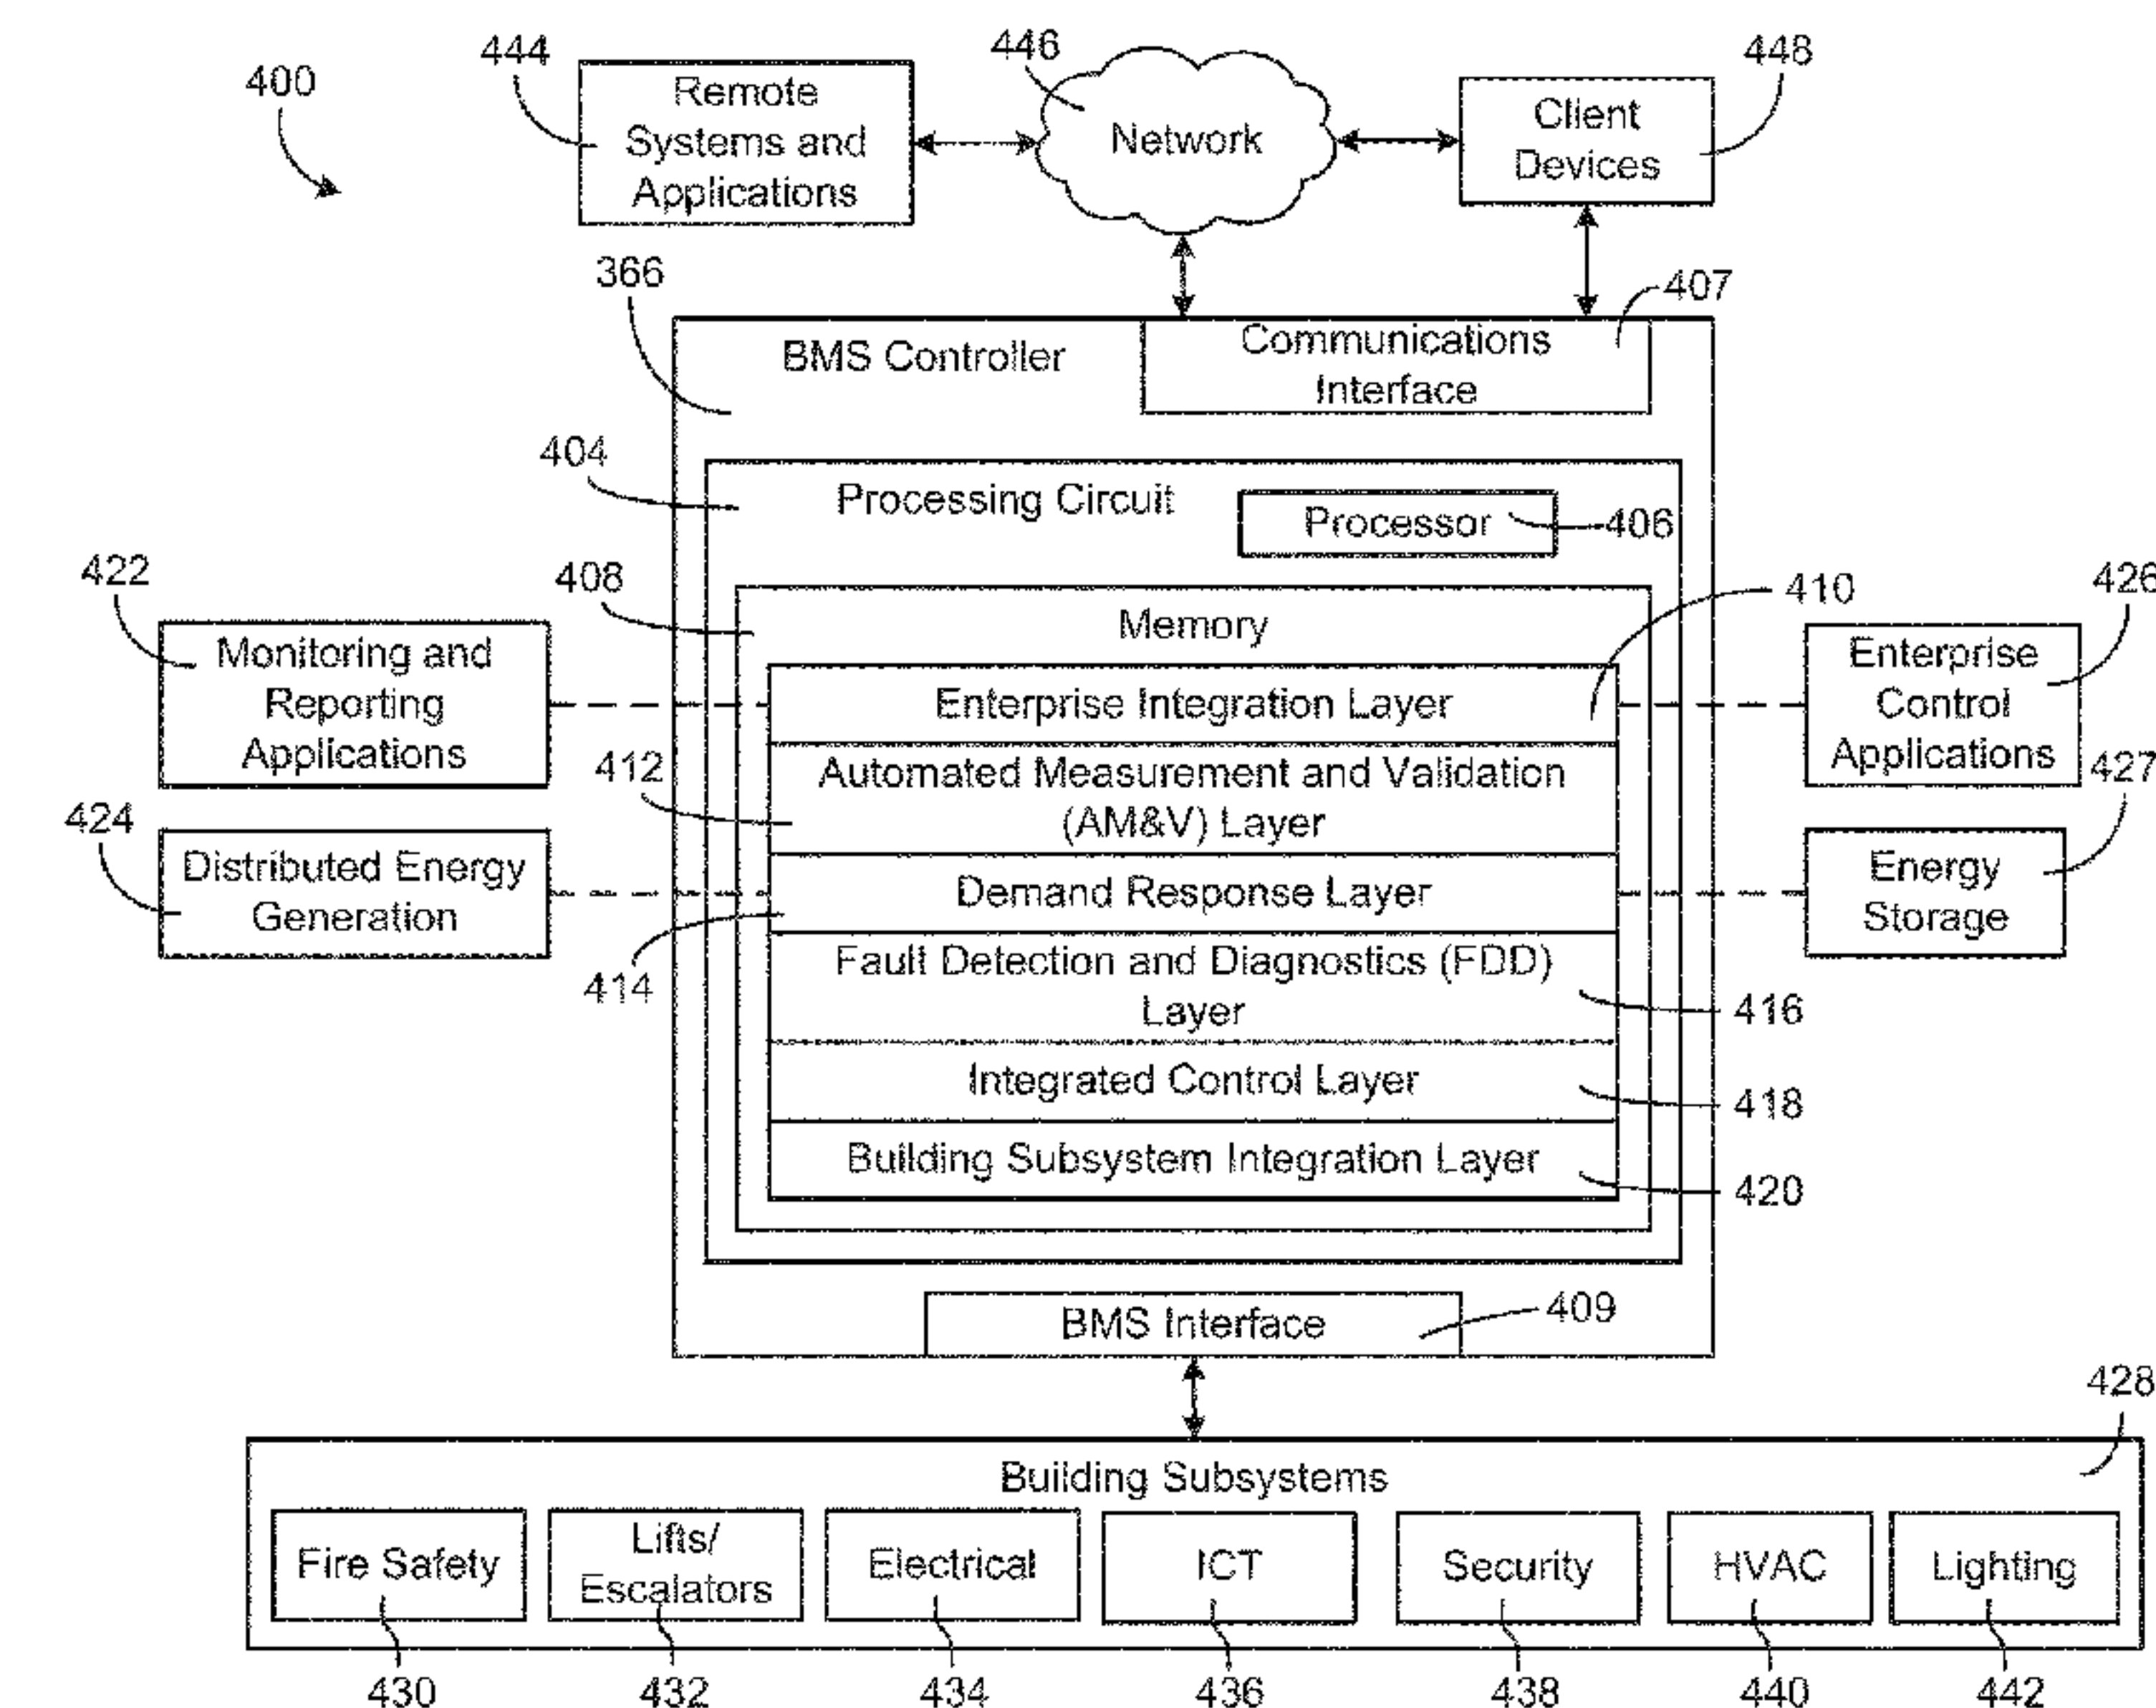 400
444
Remote
Systems and
Applications
446
Network
Client
Devices
448
366
BMS Controller
Communications
Interface
407
404
Processing Circuit
Processor
406
408
Memory
410
422
Monitoring and
Reporting
Applications
Enterprise Integration Layer
426
Enterprise
Control
Applications
412
Automated Measurement and Validation
(AM&V) Layer
427
424
Distributed Energy
Generation
Demand Response Layer
Energy
Storage
414
Fault Detection and Diagnostics (FDD)
Layer
416
Integrated Control Layer
418
Building Subsystem Integration Layer
420
BMS Interface
409
428
Building Subsystems
Fire Safety
Lifts/
Escalators
Electrical
ICT
Security
HVAC
Lighting
430
432
434
436
438
440
442